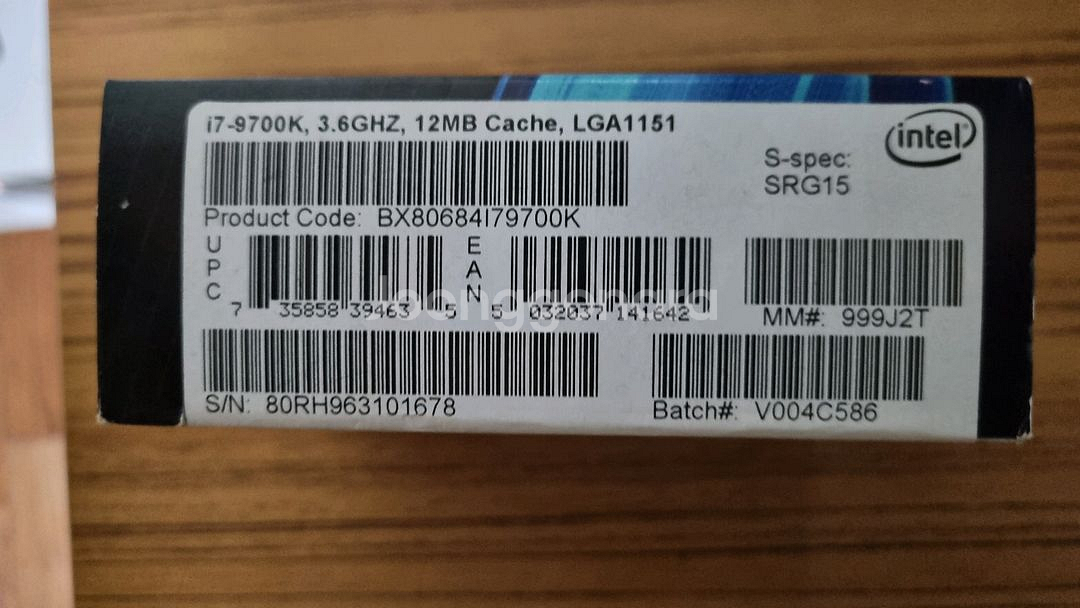 i7-9700K, 3.6GHZ, 12MB Cache, LGA1151
intel
S-spec:
SRG15
Product Code: BX80684I79700K
UPC
7 35858 39463 5
EAN
5 032037 141642
MM#: 999J2T
S/N: 80RH963101678
Batch#: V004C586